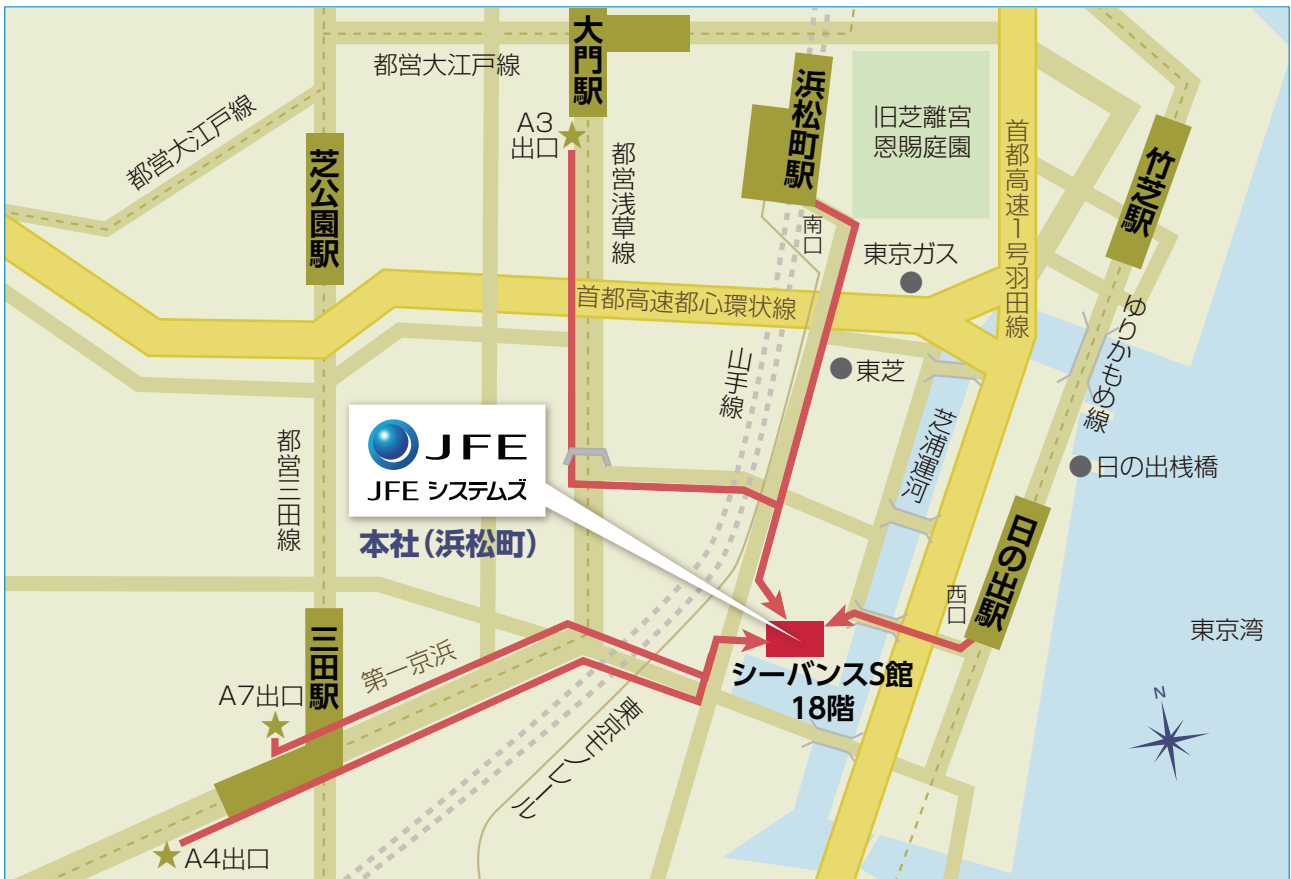 大門駅
都営大江戸線
浜松町駅
都営大江戸線
A3
出口
旧芝離宮
恩賜庭園
首都高速1号羽田線
竹芝駅
芝公園駅
都営浅草線
南口
東京ガス
首都高速都心環状線
ゆりかもめ線
山手線
東芝
JFE
JFE システムズ
本社(浜松町)
都営三田線
芝浦運河
日の出桟橋
日の出駅
西口
東京湾
三田駅
第一京浜
A7出口
シーバンスS館
18階
N
東京モノレール
A4出口